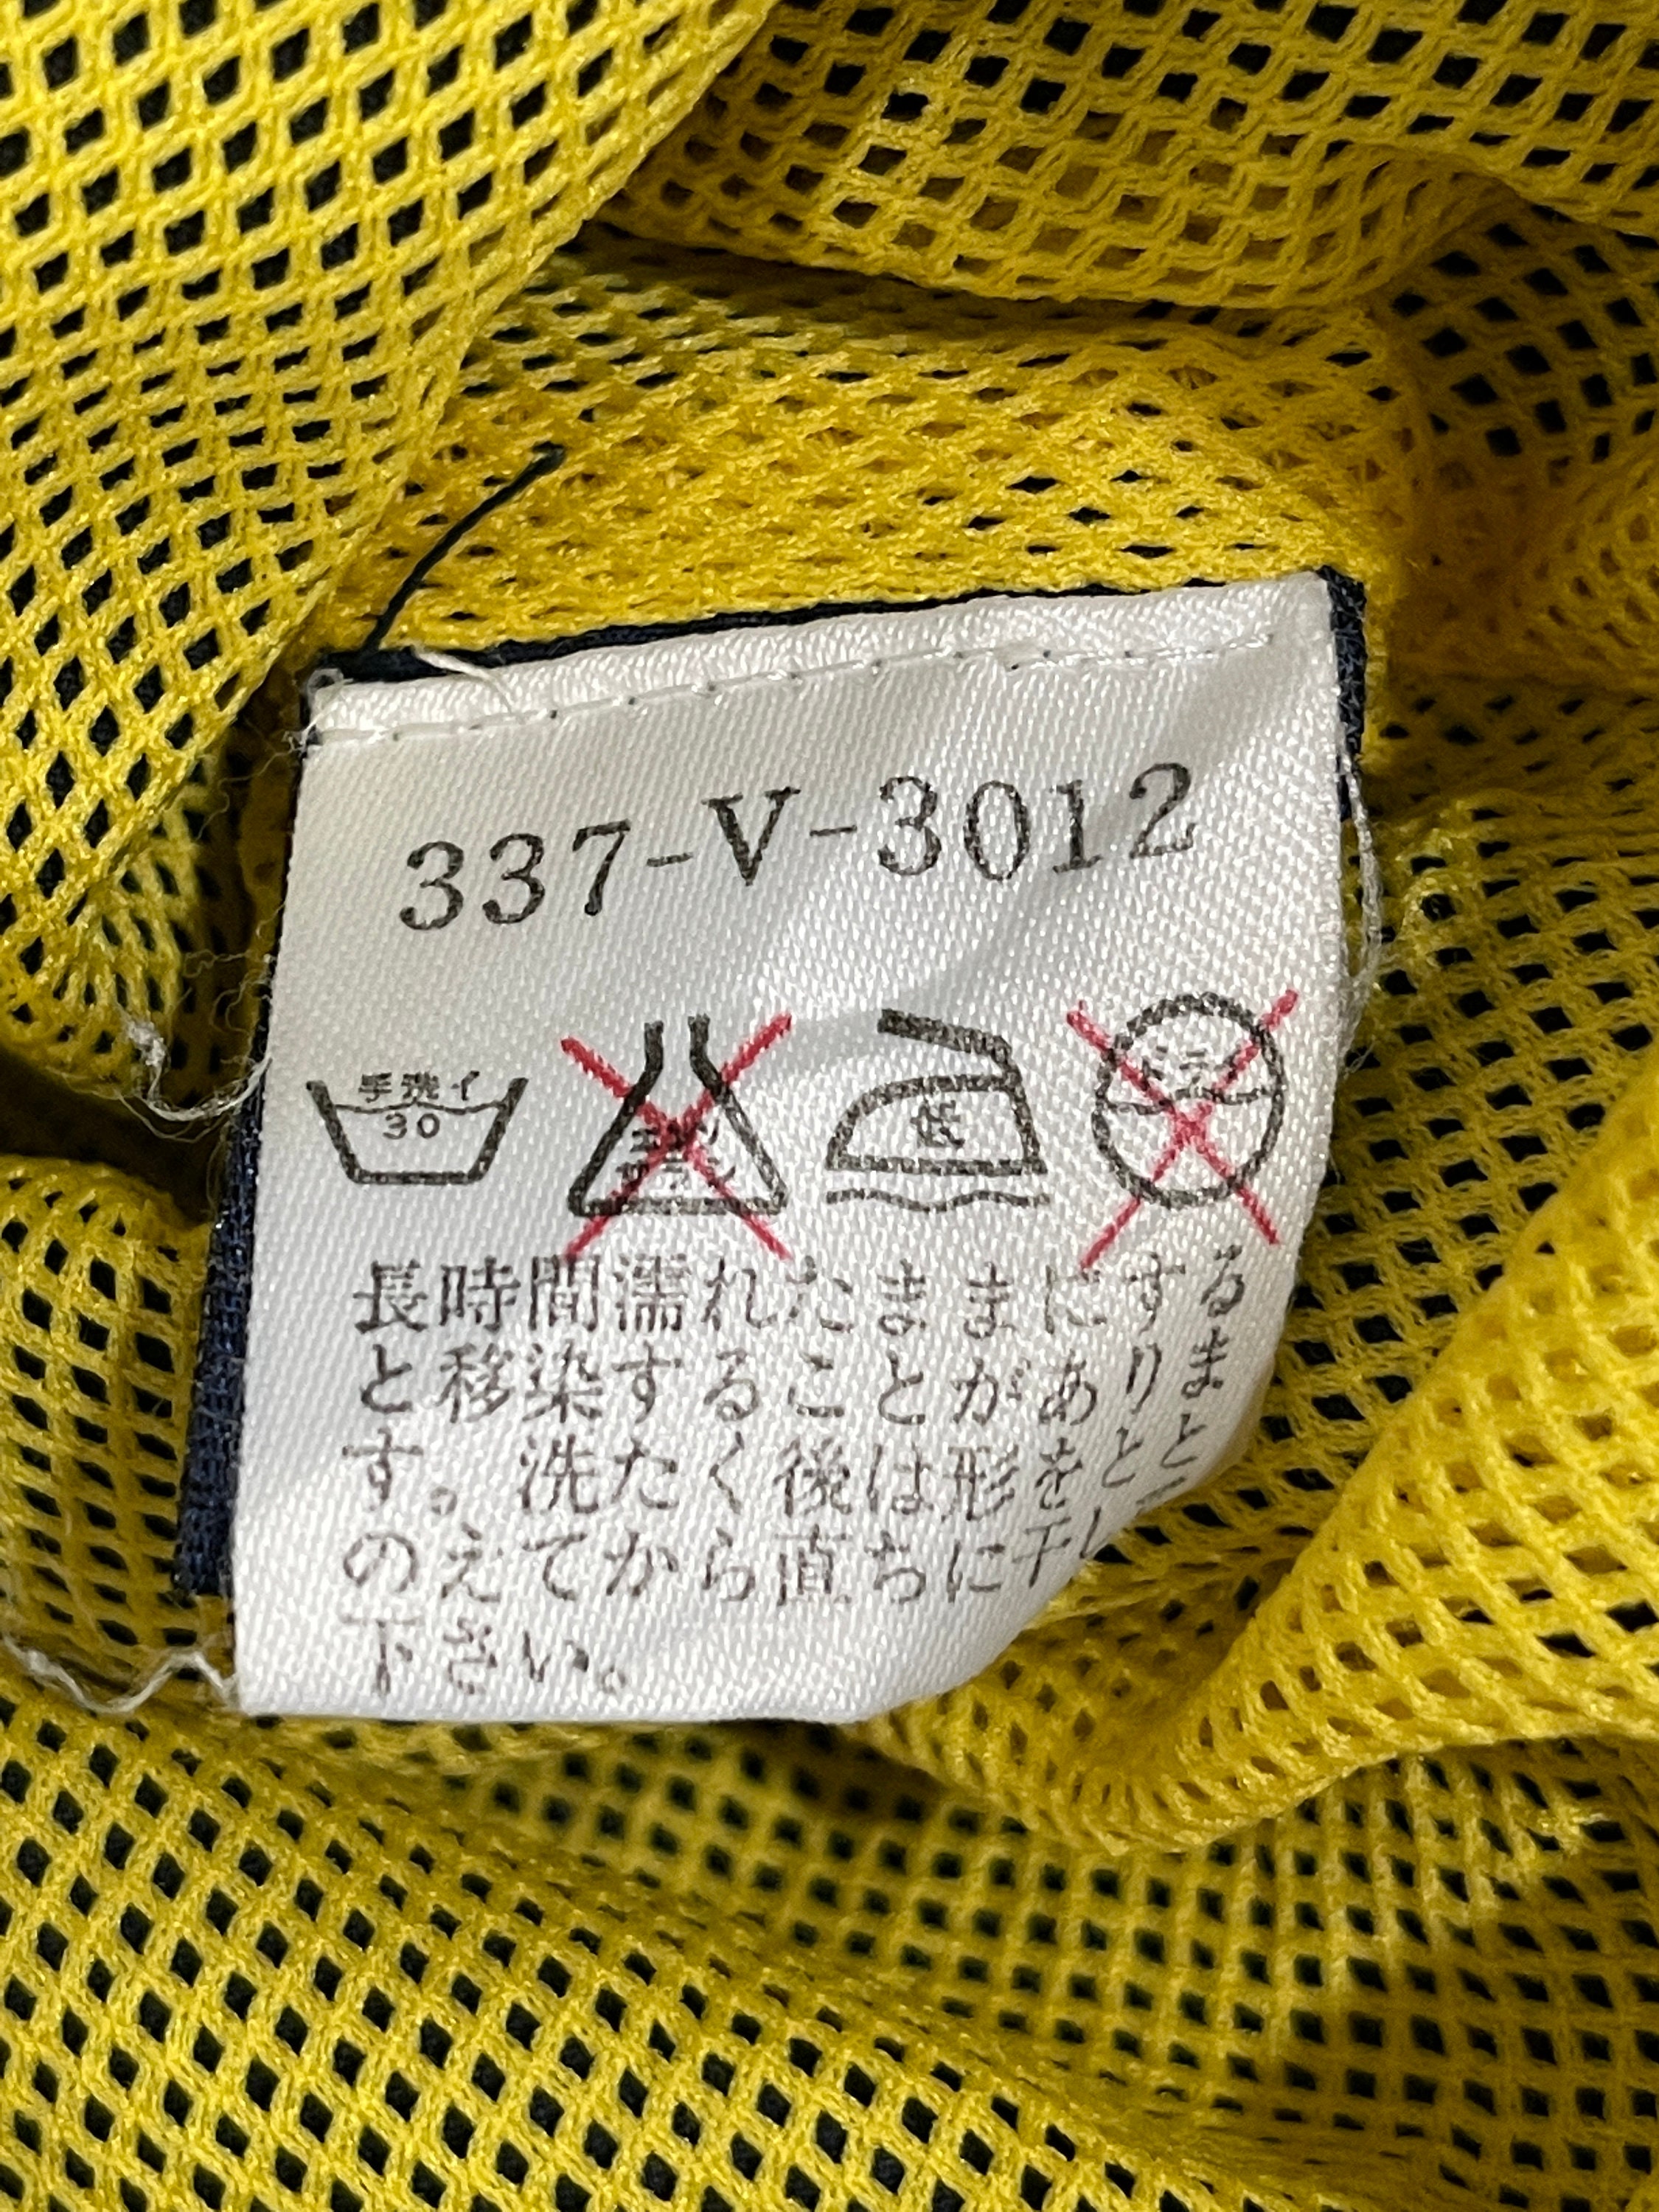 337-V-3012
手洗イ
30
低
長時間濡れたままにする
と移染することがありま
す。洗たく後は形をとと
のえてから直ちに干し
下さい。